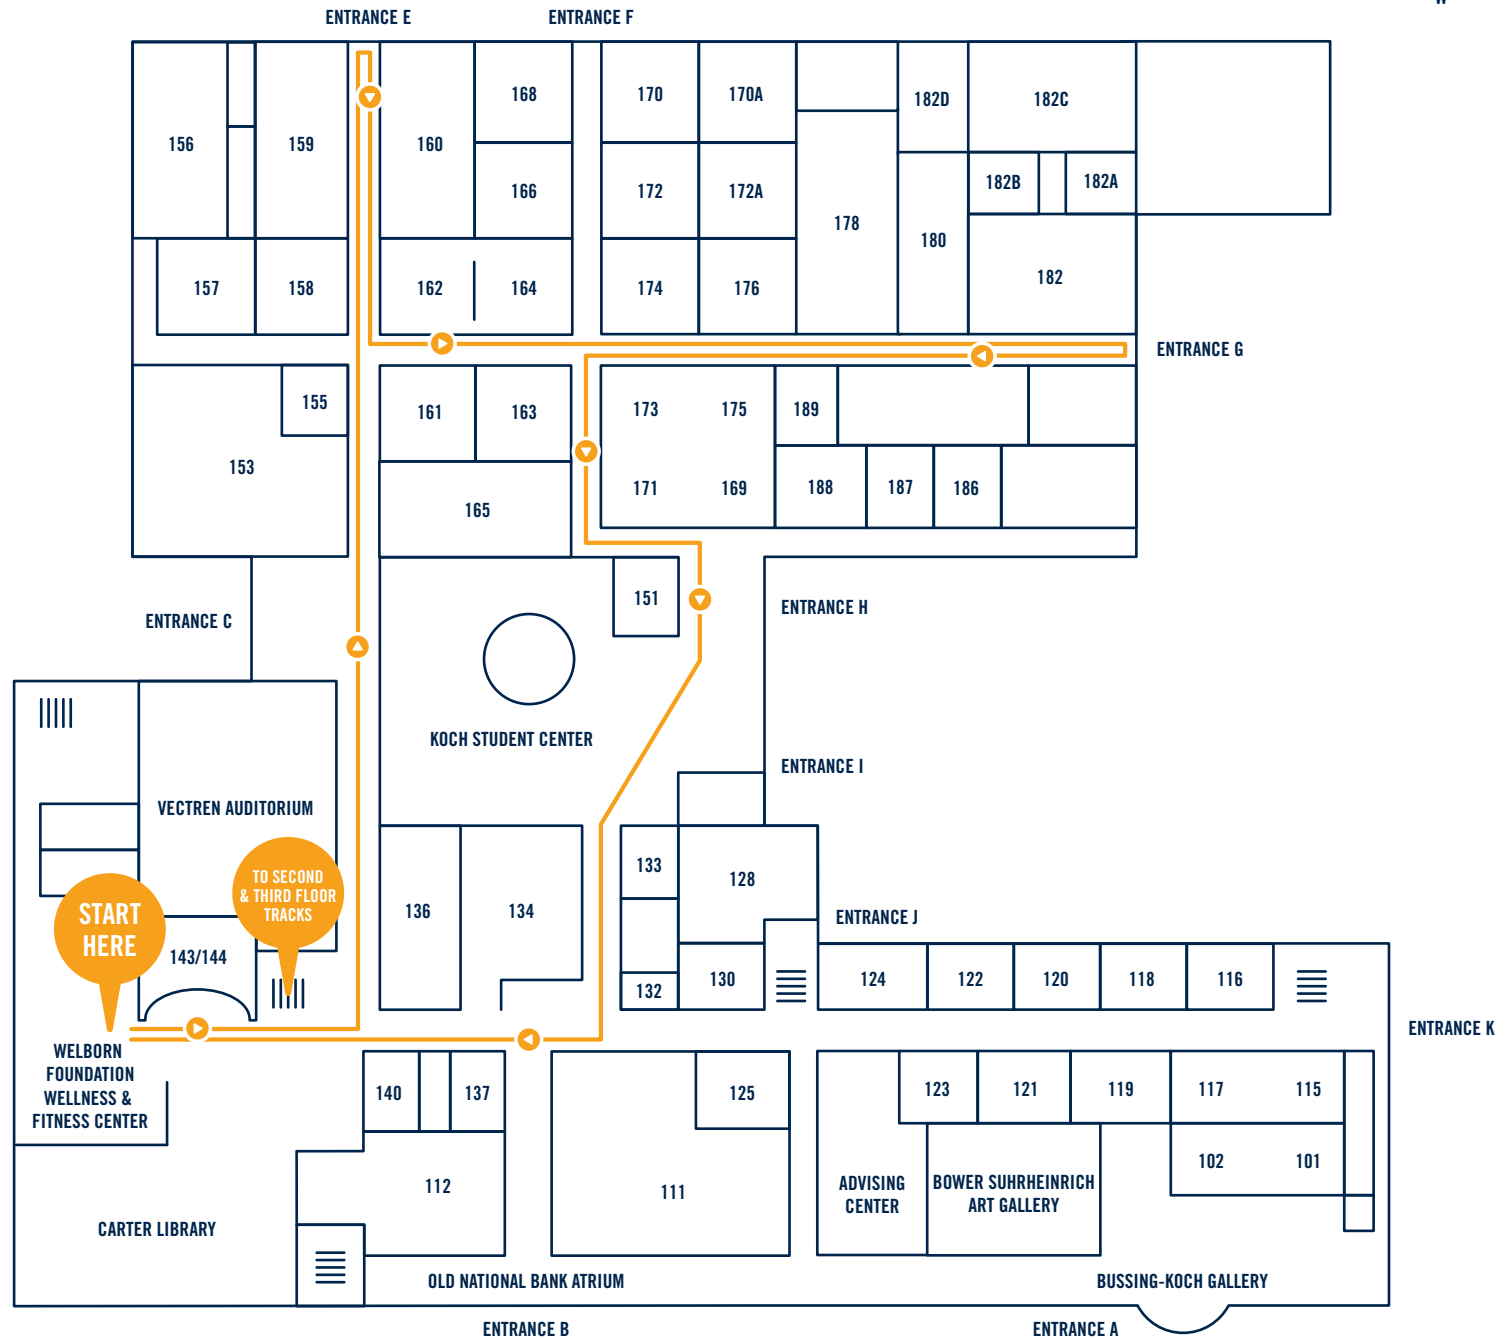 W
ENTRANCE E
ENTRANCE F
168
170
170A
182D
182C
156
159
160
166
172
172A
182B
182A
178
180
157
158
162
164
174
176
182
ENTRANCE G
155
161
163
173
175
189
153
165
171
169
188
187
186
ENTRANCE C
151
ENTRANCE H
KOCH STUDENT CENTER
ENTRANCE I
VECTREN AUDITORIUM
START
HERE
TO SECOND
& THIRD FLOOR
TRACKS
133
128
136
134
ENTRANCE J
143/144
132
130
124
122
120
118
116
ENTRANCE K
WELBORN
FOUNDATION
WELLNESS &
FITNESS CENTER
140
137
125
123
121
119
117
115
112
111
ADVISING
CENTER
BOWER SUHRHEINRICH
ART GALLERY
102
101
CARTER LIBRARY
OLD NATIONAL BANK ATRIUM
BUSSING-KOCH GALLERY
ENTRANCE B
ENTRANCE A